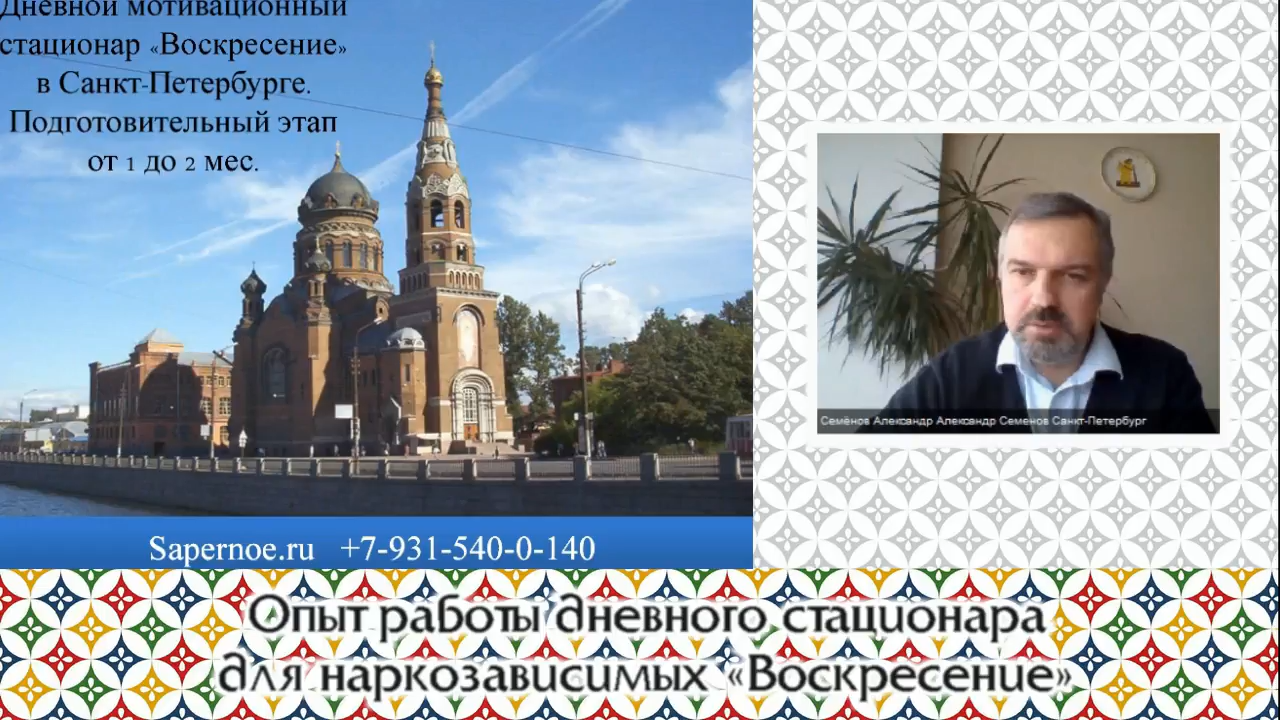 Дневной мотивационный
стационар «Воскресение»
в Санкт-Петербурге.
Подготовительный этап
от 1 до 2 мес.
Семёнов Александр Александр Семенов Санкт-Петербург
Sapernoe.ru +7-931-540-0-140
Опыт работы дневного стационара
для наркозависимых «Воскресение»